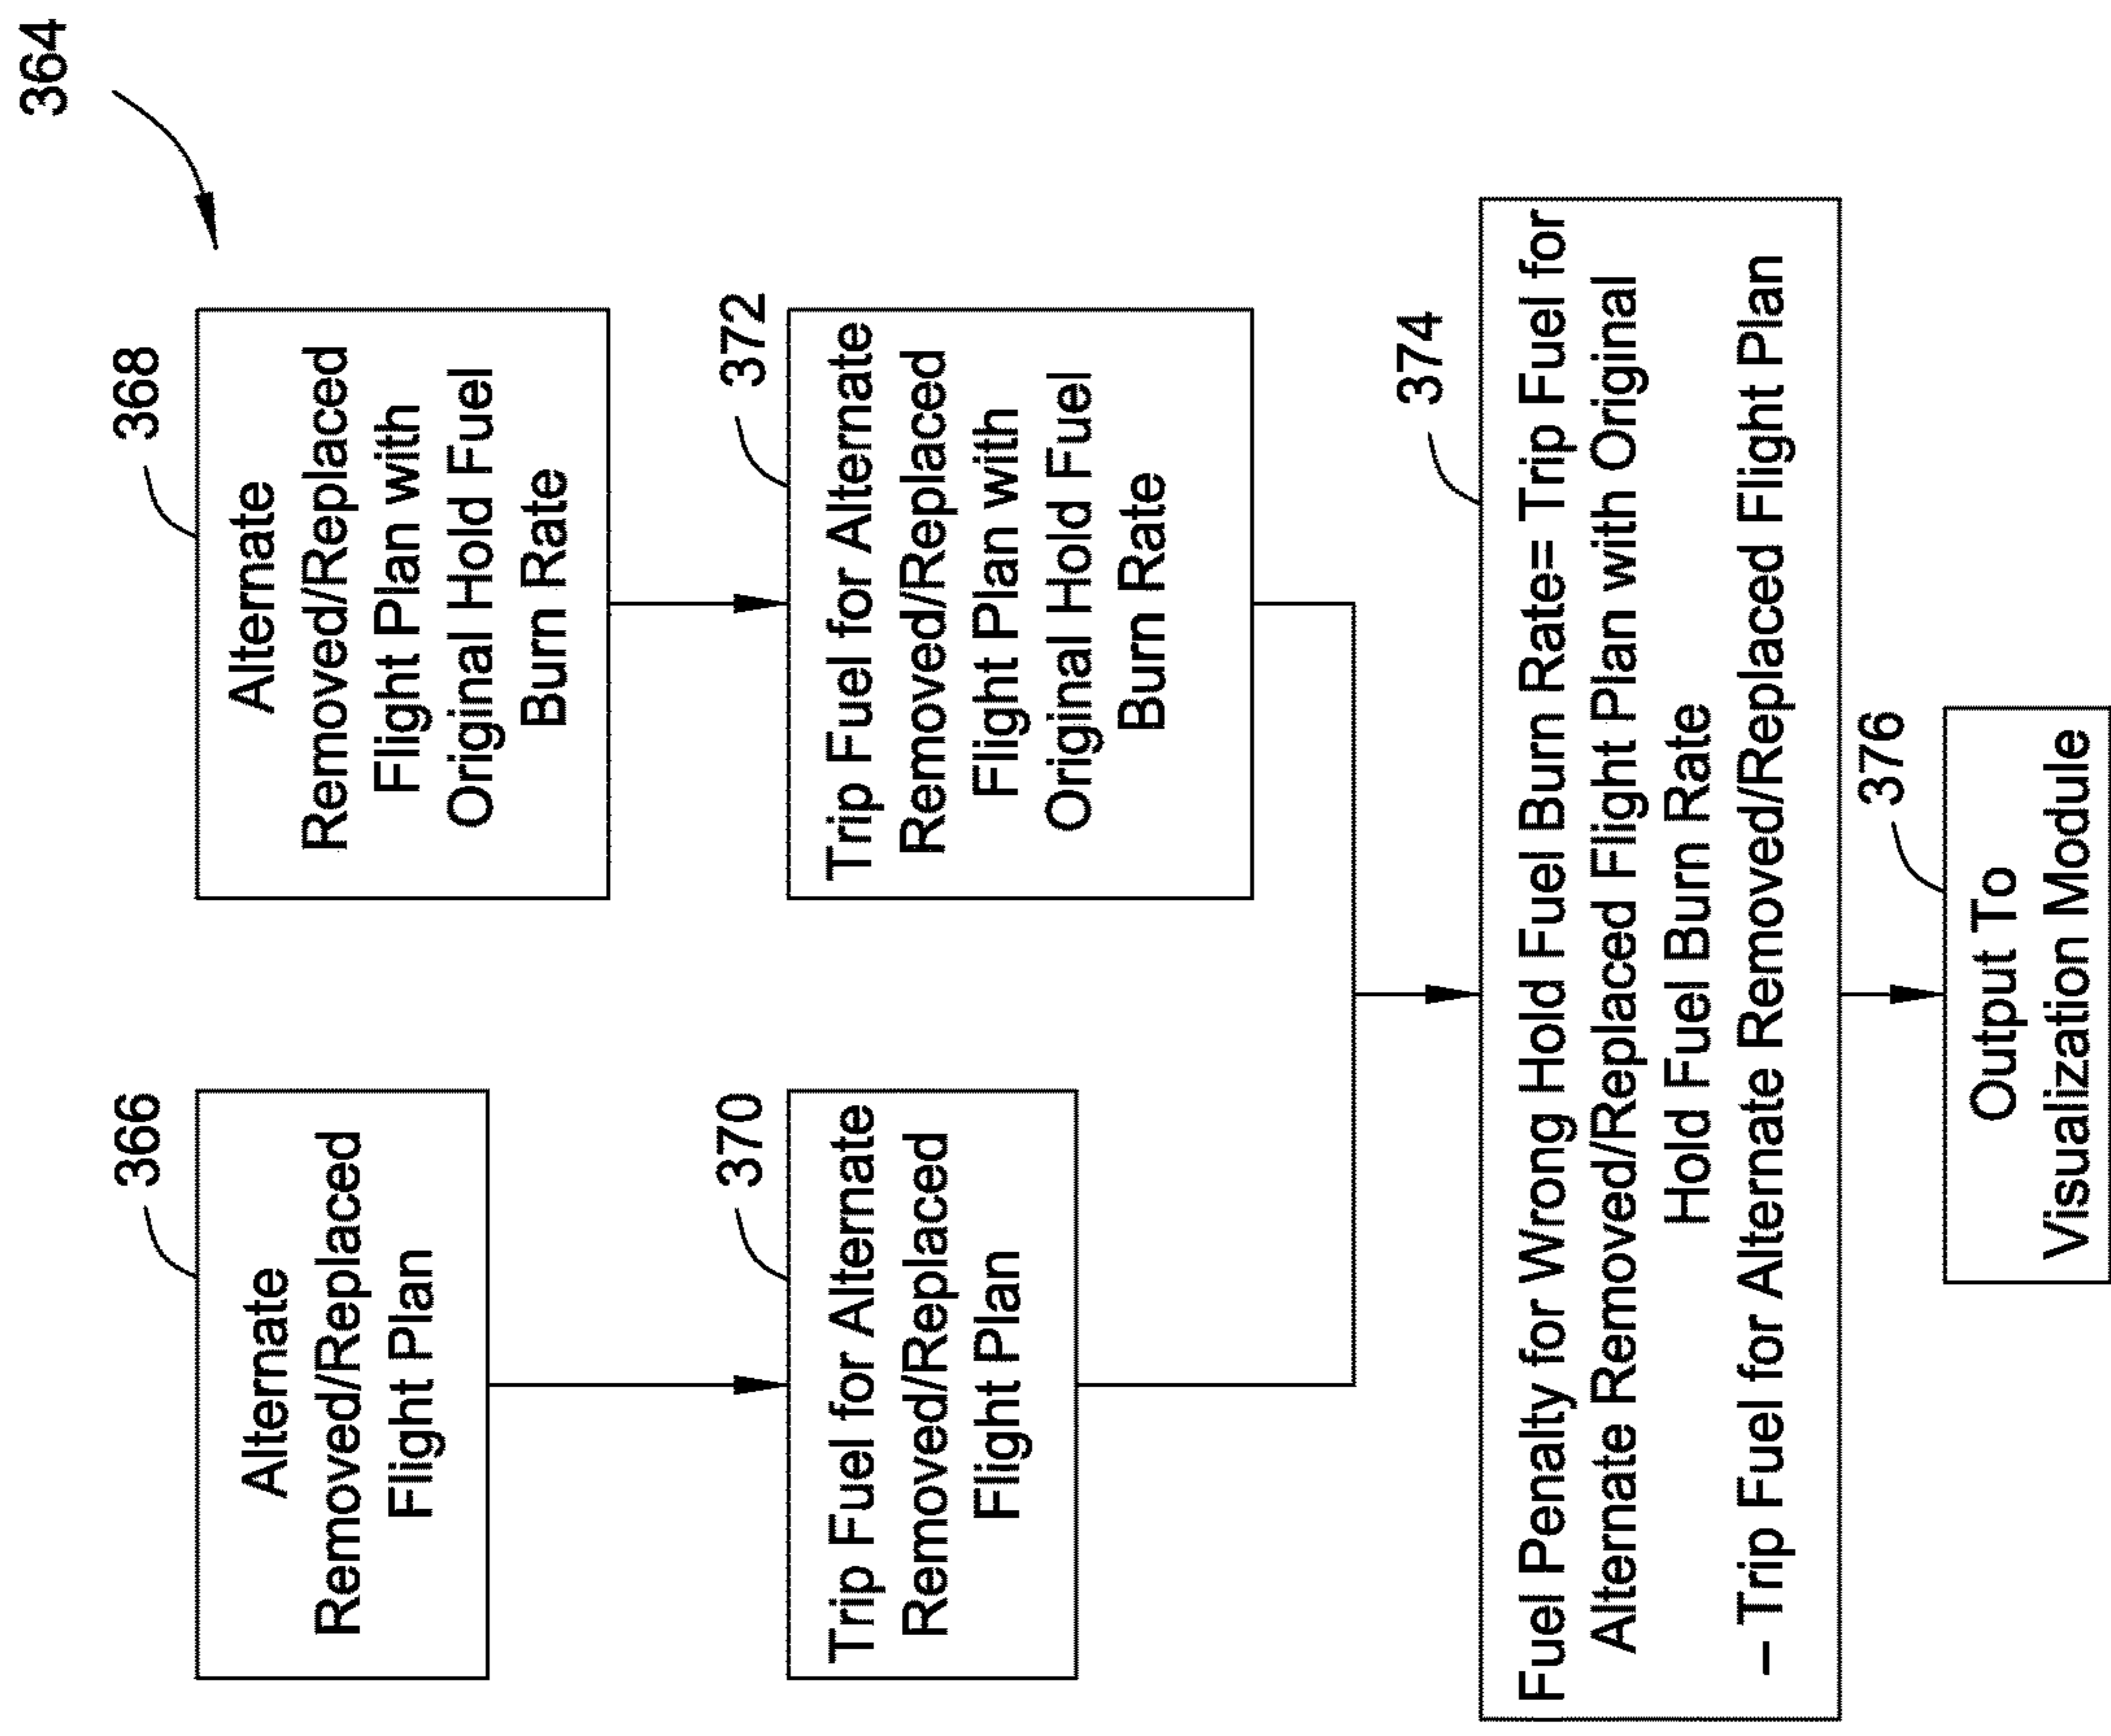 364
366
Alternate
Removed/Replaced
Flight Plan
368
Alternate
Removed/Replaced
Flight Plan with
Original Hold Fuel
Burn Rate
370
Trip Fuel for Alternate
Removed/Replaced
Flight Plan
372
Trip Fuel for Alternate
Removed/Replaced
Flight Plan with
Original Hold Fuel
Burn Rate
374
Fuel Penalty for Wrong Hold Fuel Burn Rate= Trip Fuel for
Alternate Removed/Replaced Flight Plan with Original
Hold Fuel Burn Rate
– Trip Fuel for Alternate Removed/Replaced Flight Plan
376
Output To
Visualization Module